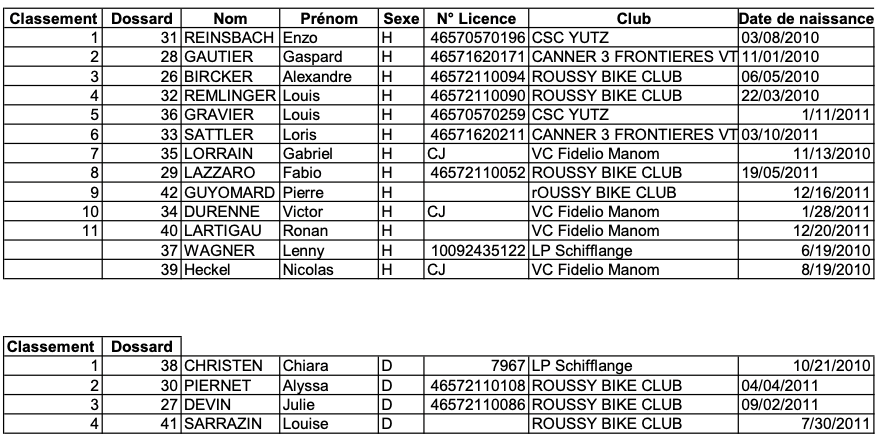 Classement Dossard Nom Prénom Sexe N° Licence Club Date de naissance
1 31 REINSBACH Enzo H 46570570196 CSC YUTZ 03/08/2010
2 28 GAUTIER Gaspard H 46571620171 CANNER 3 FRONTIERES VT 11/01/2010
3 26 BIRCKER Alexandre H 46572110094 ROUSSY BIKE CLUB 06/05/2010
4 32 REMLINGER Louis H 46572110090 ROUSSY BIKE CLUB 22/03/2010
5 36 GRAVIER Louis H 46570570259 CSC YUTZ 1/11/2011
6 33 SATTLER Loris H 46571620211 CANNER 3 FRONTIERES VT 03/10/2011
7 35 LORRAIN Gabriel H CJ VC Fidelio Manom 11/13/2010
8 29 LAZZARO Fabio H 46572110052 ROUSSY BIKE CLUB 19/05/2011
9 42 GUYOMARD Pierre H rOUSSY BIKE CLUB 12/16/2011
10 34 DURENNE Victor H CJ VC Fidelio Manom 1/28/2011
11 40 LARTIGAU Ronan H VC Fidelio Manom 12/20/2011
37 WAGNER Lenny H 10092435122 LP Schifflange 6/19/2010
39 Heckel Nicolas H CJ VC Fidelio Manom 8/19/2010
Classement Dossard
1 38 CHRISTEN Chiara D 7967 LP Schifflange 10/21/2010
2 30 PIERNET Alyssa D 46572110108 ROUSSY BIKE CLUB 04/04/2011
3 27 DEVIN Julie D 46572110086 ROUSSY BIKE CLUB 09/02/2011
4 41 SARRAZIN Louise D ROUSSY BIKE CLUB 7/30/2011